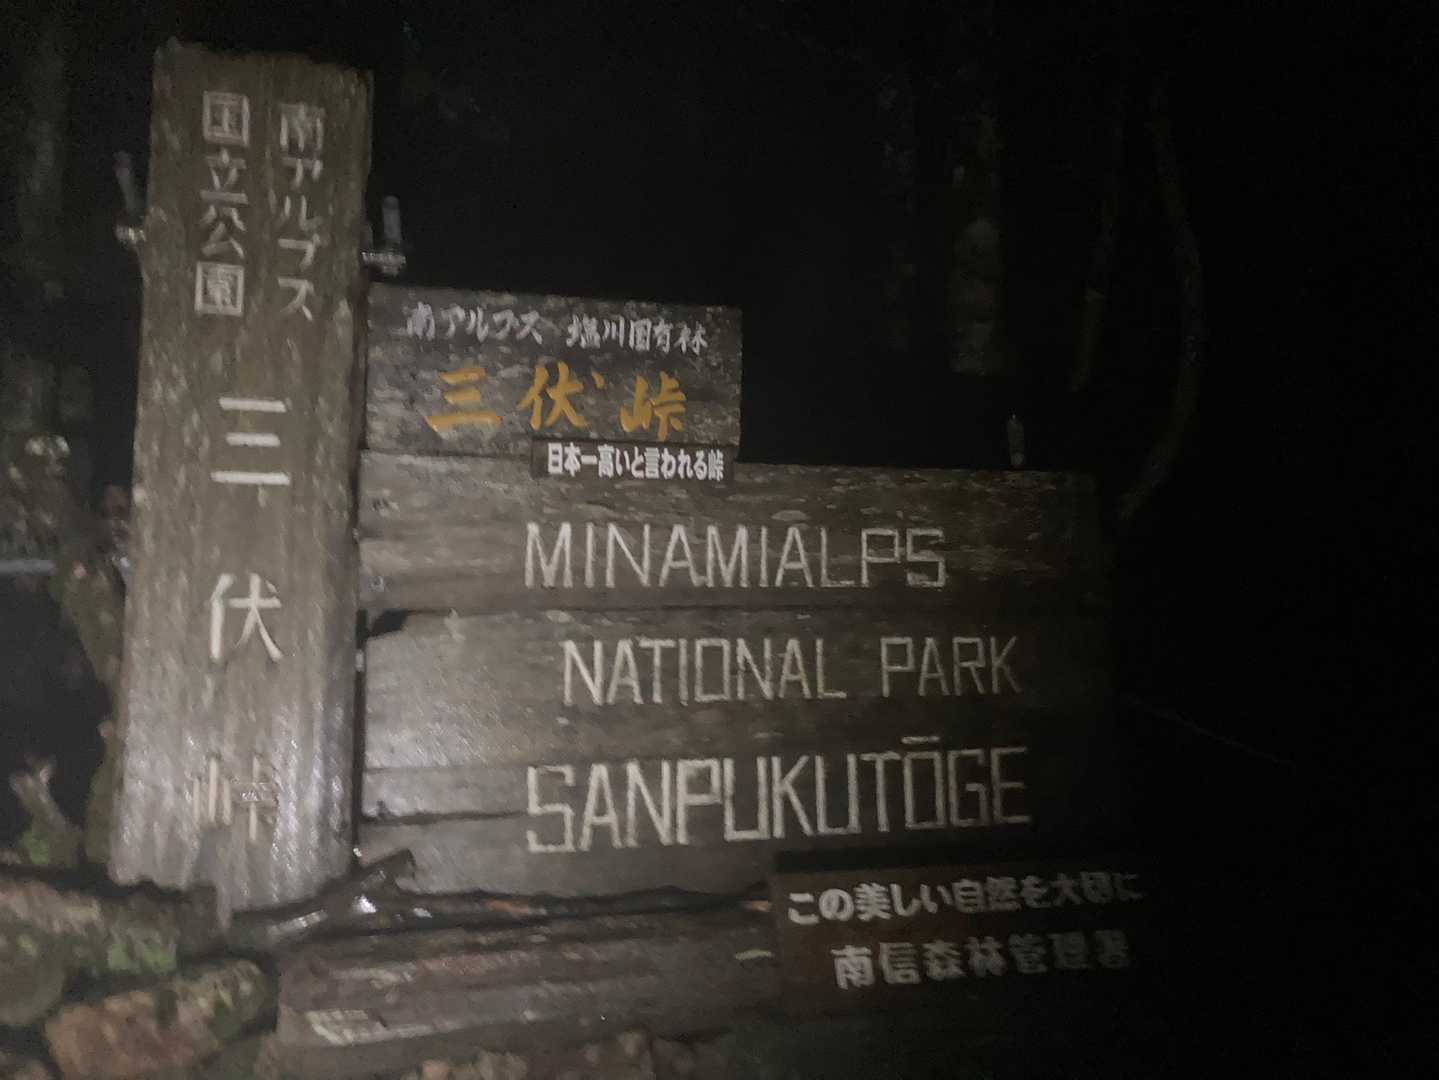 南アルプス
国立公園
三伏峠
南アルプス 塩川国有林
三伏峠
日本一高いと言われる峠
MINAMIALPS
NATIONAL PARK
SANPUKUTŌGE
この美しい自然を大切に
南信森林管理署